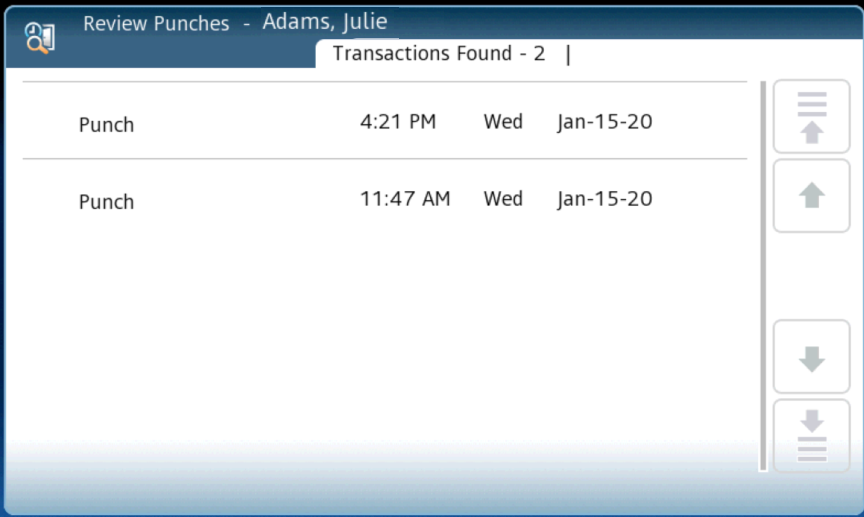 Review Punches - Adams, Julie
Transactions Found - 2 |
Punch 4:21 PM Wed Jan-15-20
Punch 11:47 AM Wed Jan-15-20